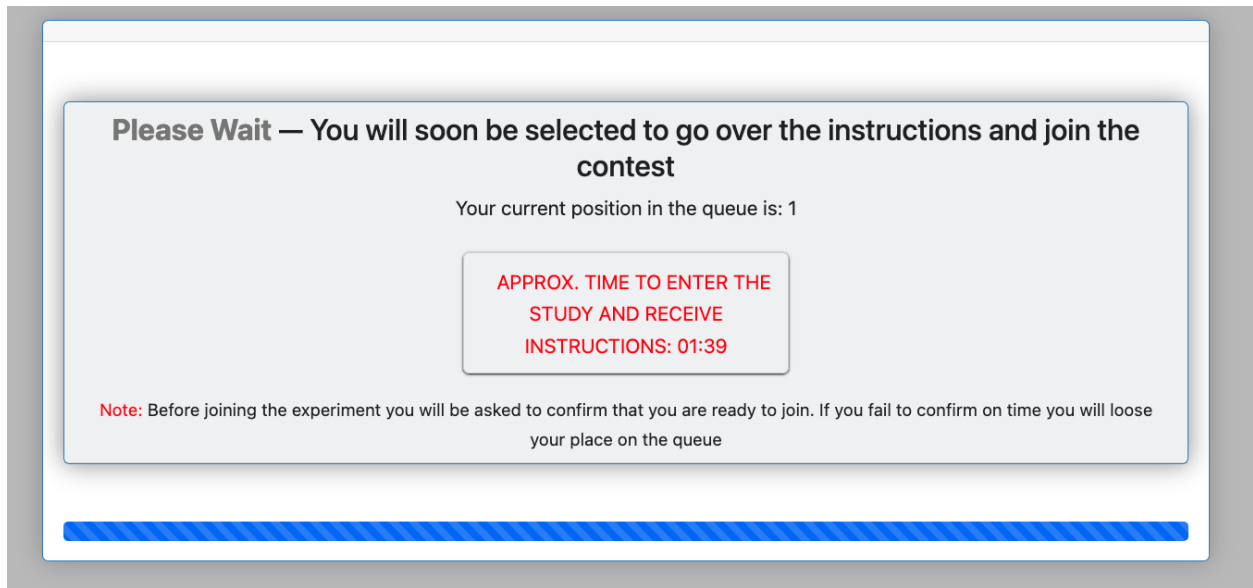 Please Wait — You will soon be selected to go over the instructions and join the
contest
Your current position in the queue is: 1
APPROX. TIME TO ENTER THE
STUDY AND RECEIVE
INSTRUCTIONS: 01:39
Note: Before joining the experiment you will be asked to confirm that you are ready to join. If you fail to confirm on time you will loose
your place on the queue